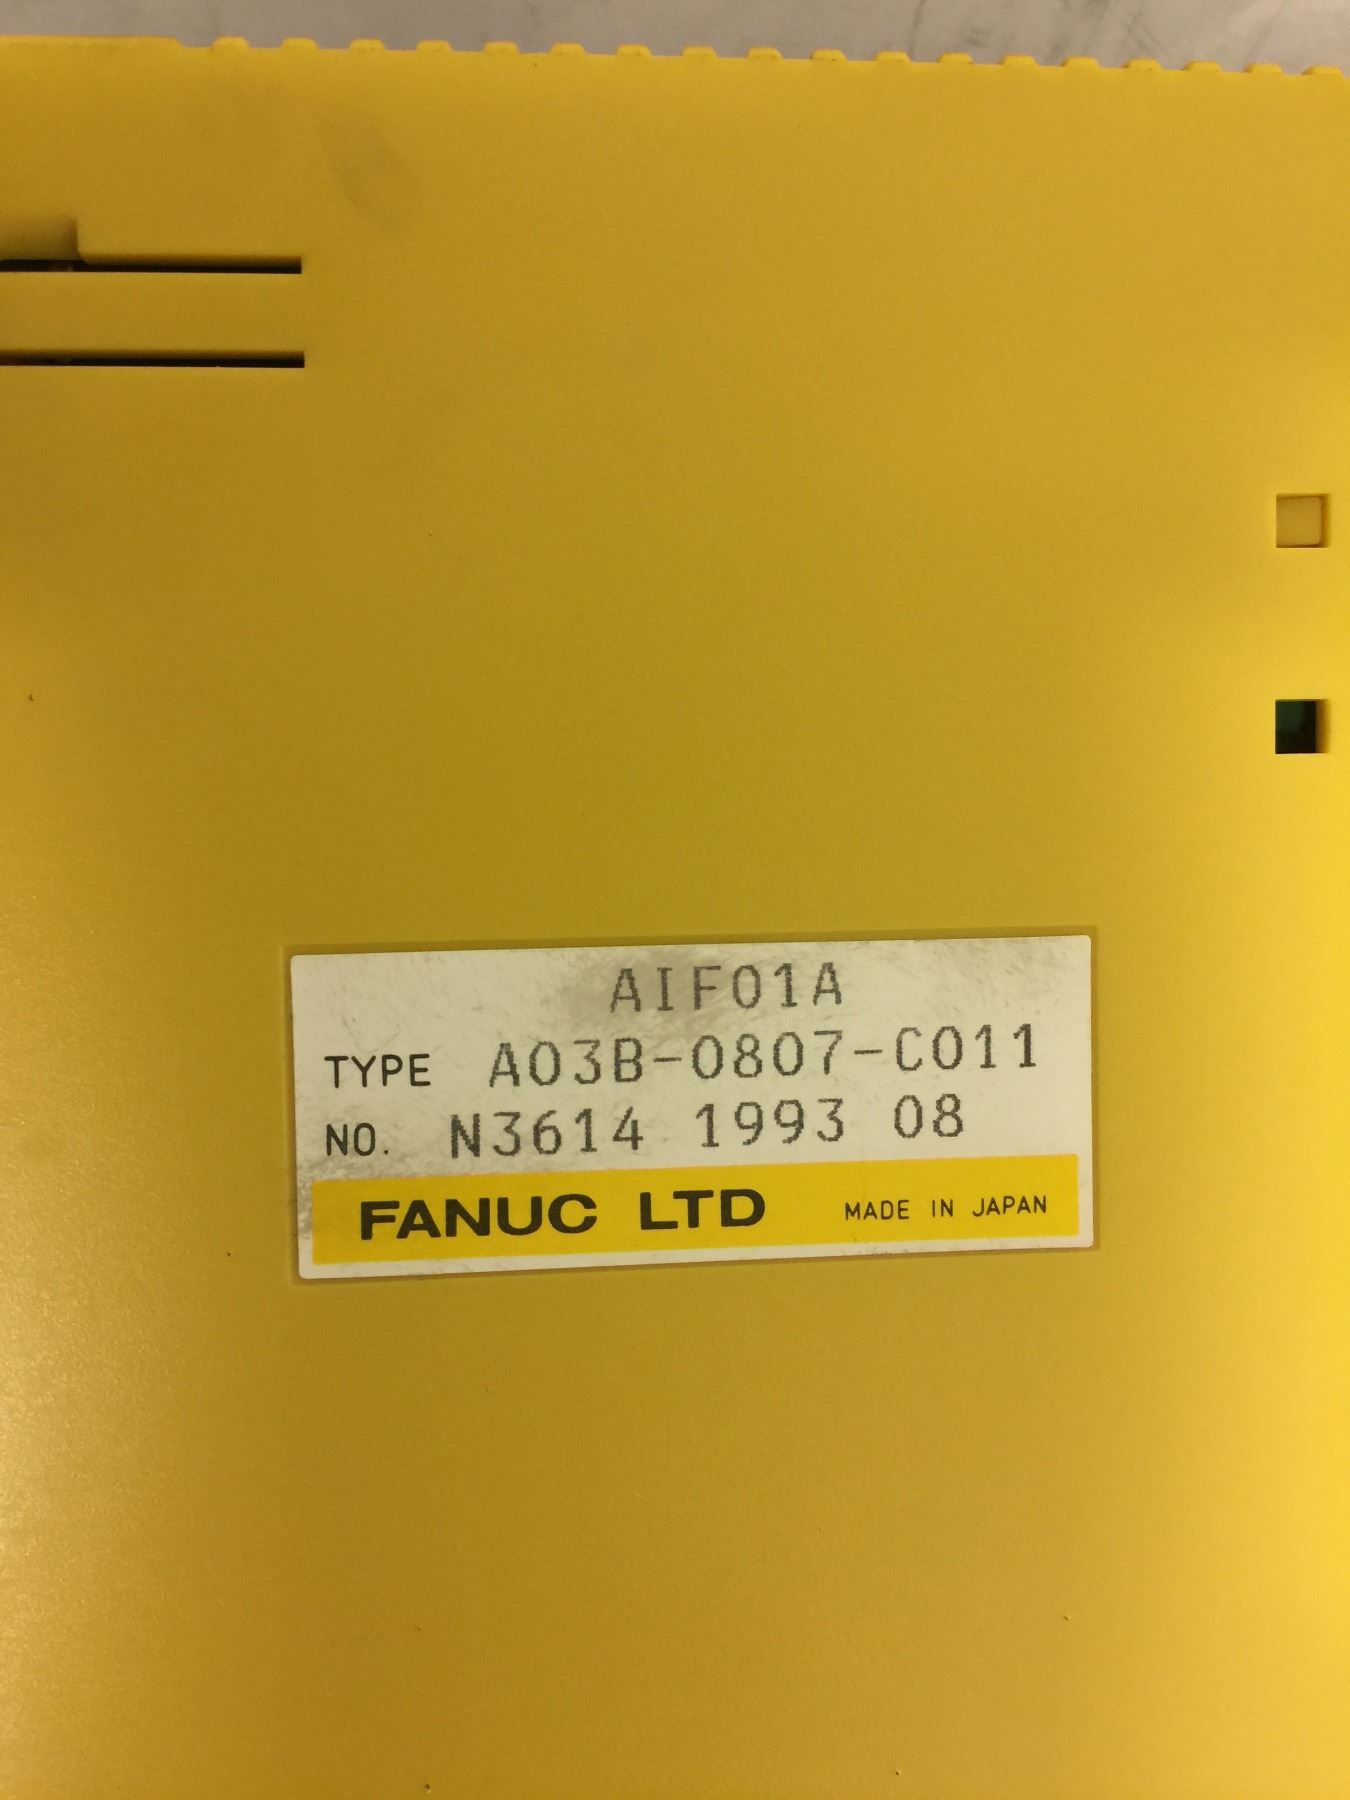 AIF01A
TYPE A03B-0807-C011
NO. N3614 1993 08
FANUC LTD MADE IN JAPAN